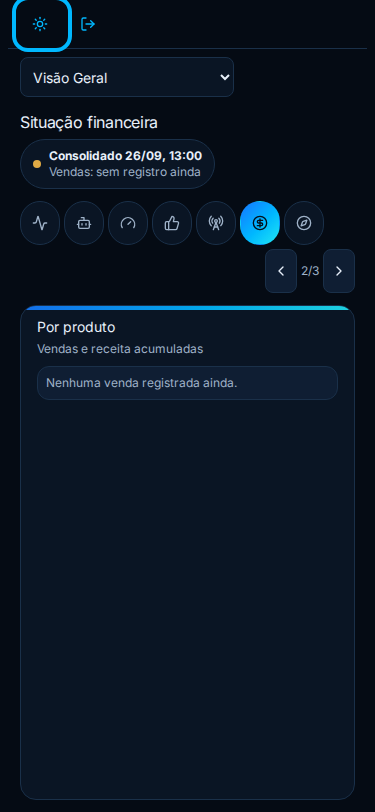 Visão Geral
Situação financeira
Consolidado 26/09, 13:00
Vendas: sem registro ainda
2/3
Por produto
Vendas e receita acumuladas
Nenhuma venda registrada ainda.